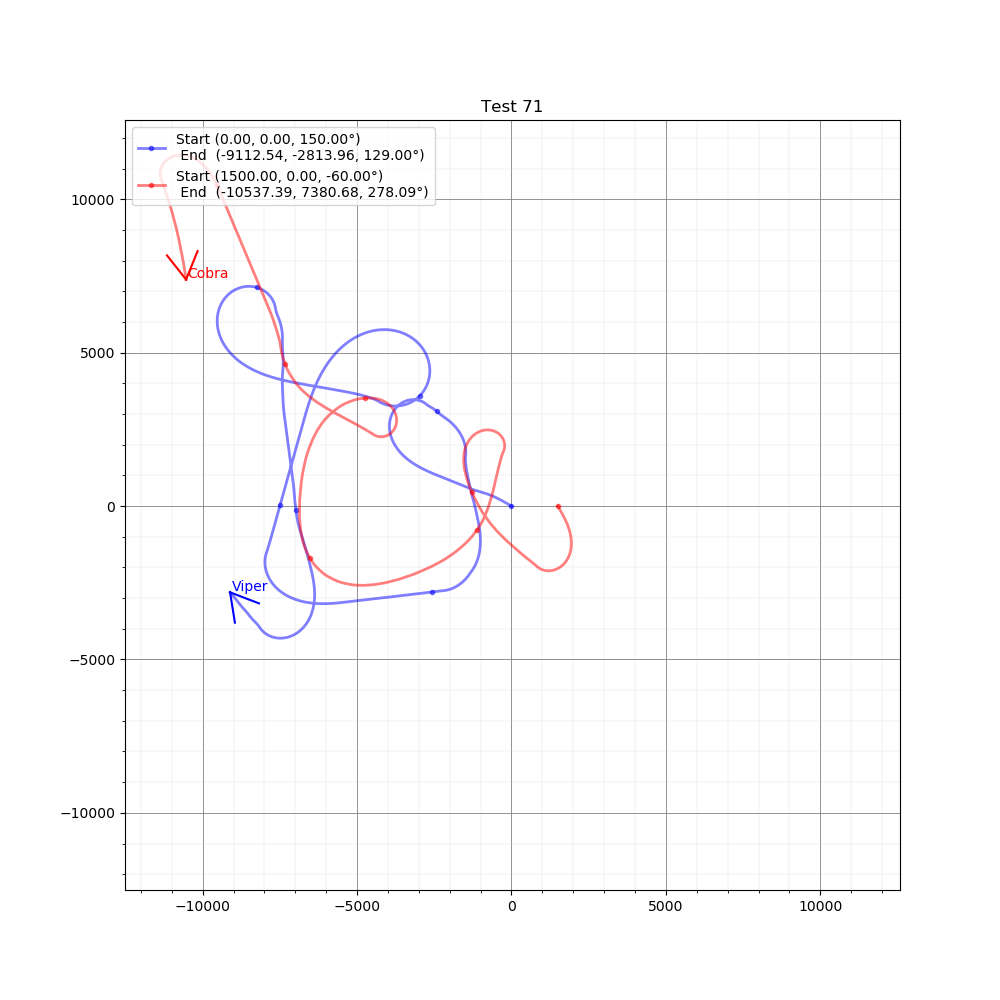 Test 71
Start (0.00, 0.00, 150.00°)
End  (-9112.54, -2813.96, 129.00°)
Start (1500.00, 0.00, -60.00°)
End  (-10537.39, 7380.68, 278.09°)
10000
Cobra
5000
0
Viper
−5000
−10000
−10000
−5000
0
5000
10000